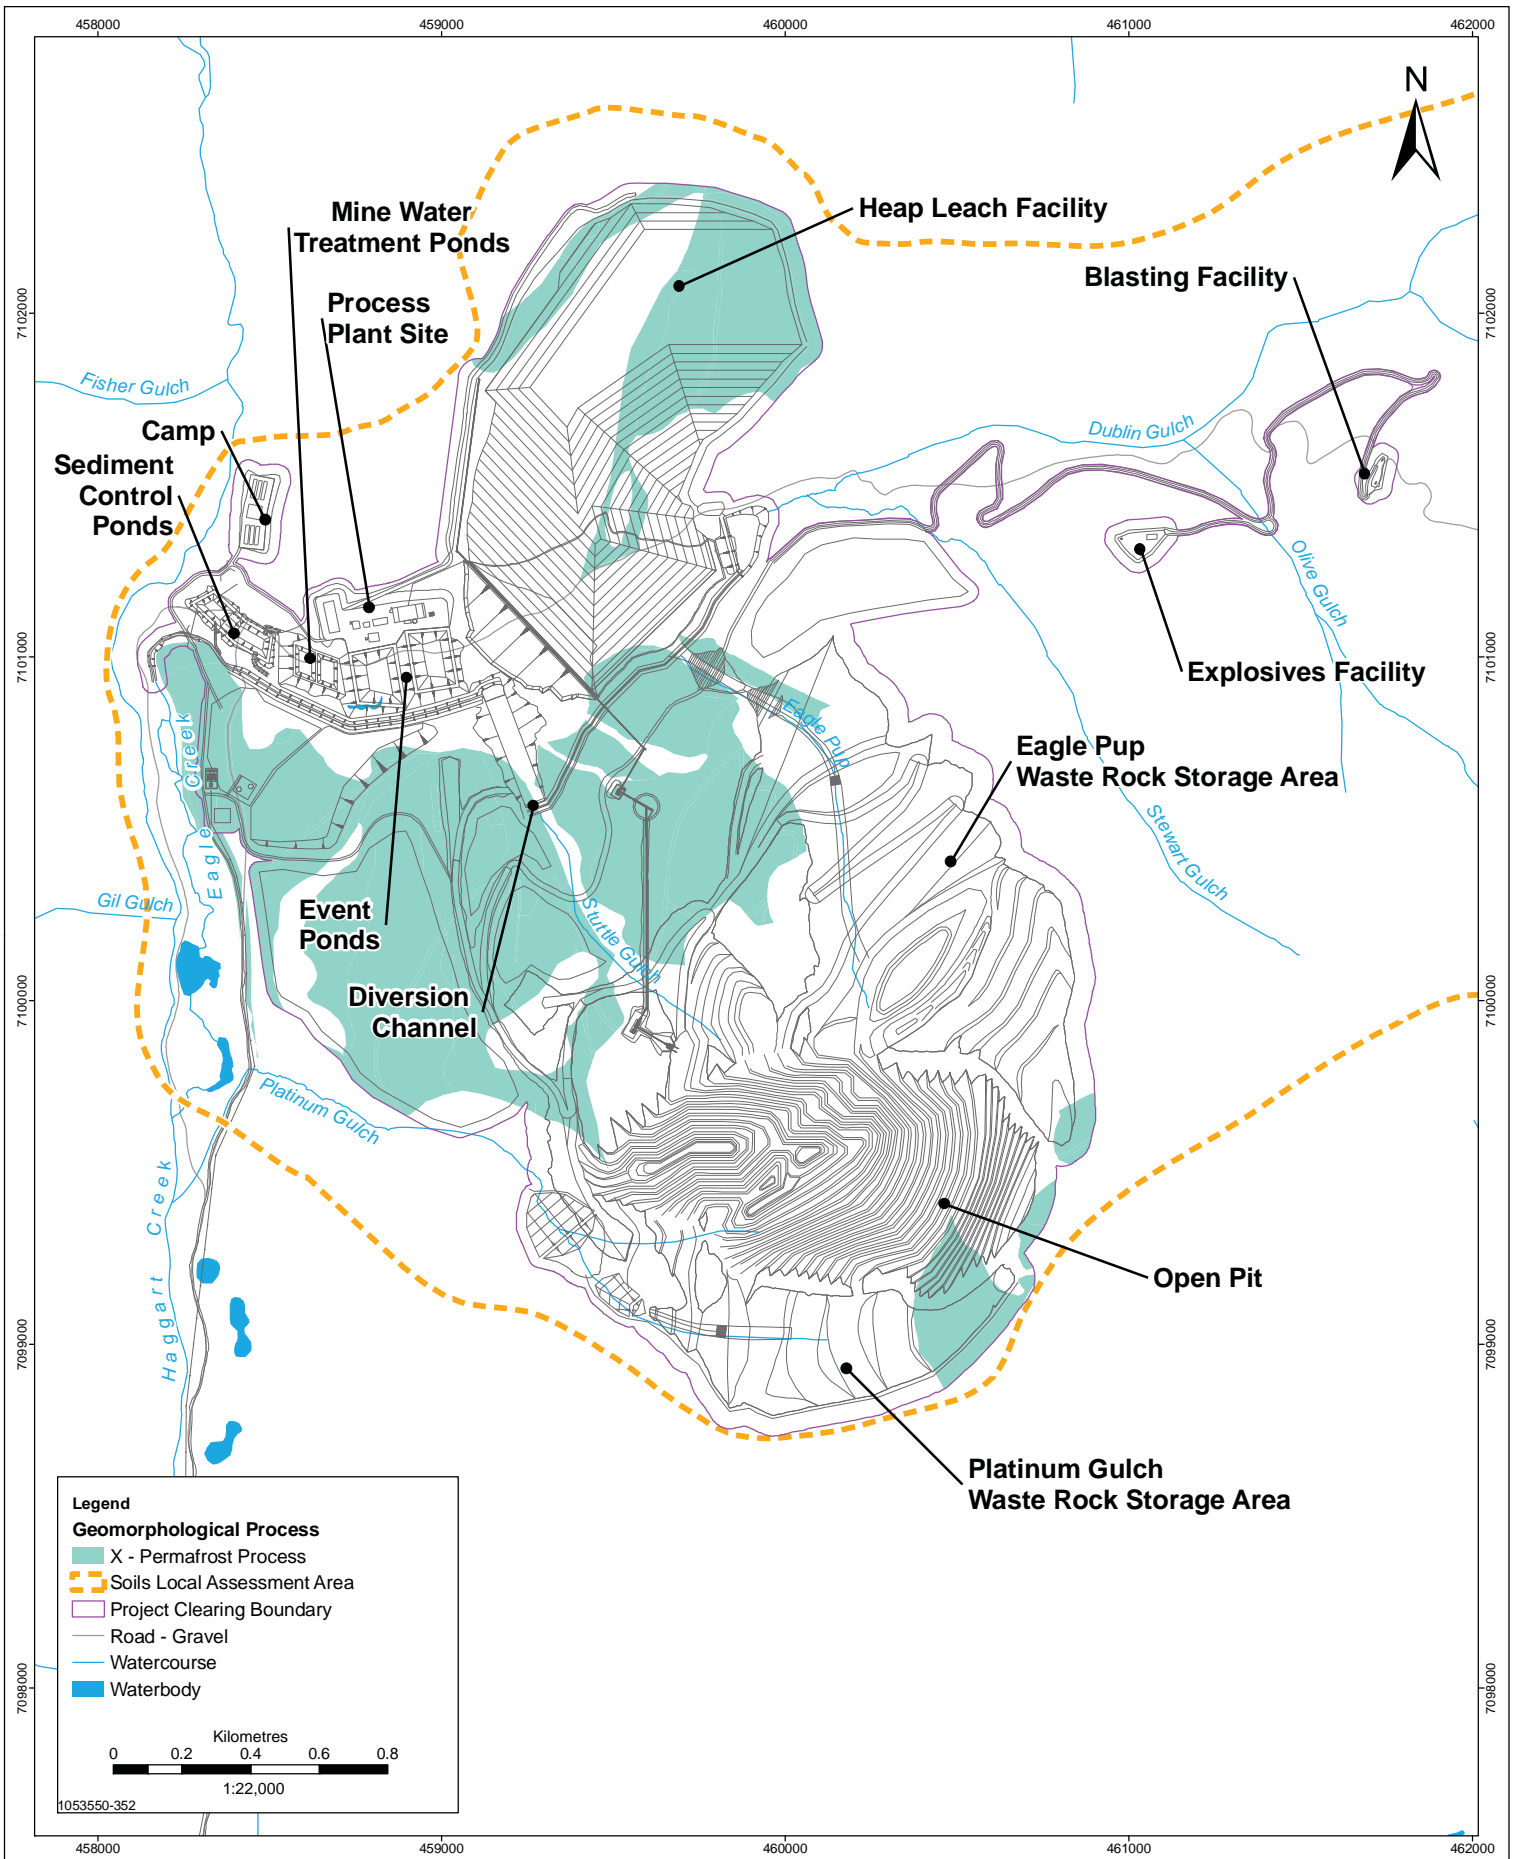 458000
459000
460000
461000
462000
N
Mine Water
Treatment Ponds
Heap Leach Facility
Blasting Facility
Process
Plant Site
7102000
7102000
Fisher Gulch
Camp
Dublin Gulch
Sediment
Control
Ponds
Olive Gulch
7101000
7101000
Explosives Facility
Eagle Pup
Eagle Pup
Waste Rock Storage Area
Eagle Creek
Stewart Gulch
Gil Gulch
Event
Ponds
Stuttle Gulch
Diversion
Channel
7100000
7100000
Platinum Gulch
Haggart Creek
Open Pit
7099000
7099000
Platinum Gulch
Waste Rock Storage Area
Legend
Geomorphological Process
X - Permafrost Process
Soils Local Assessment Area
Project Clearing Boundary
Road - Gravel
Watercourse
Waterbody
7098000
7098000
Kilometres
0 0.2 0.4 0.6 0.8
1:22,000
1053550-352
458000
459000
460000
461000
462000